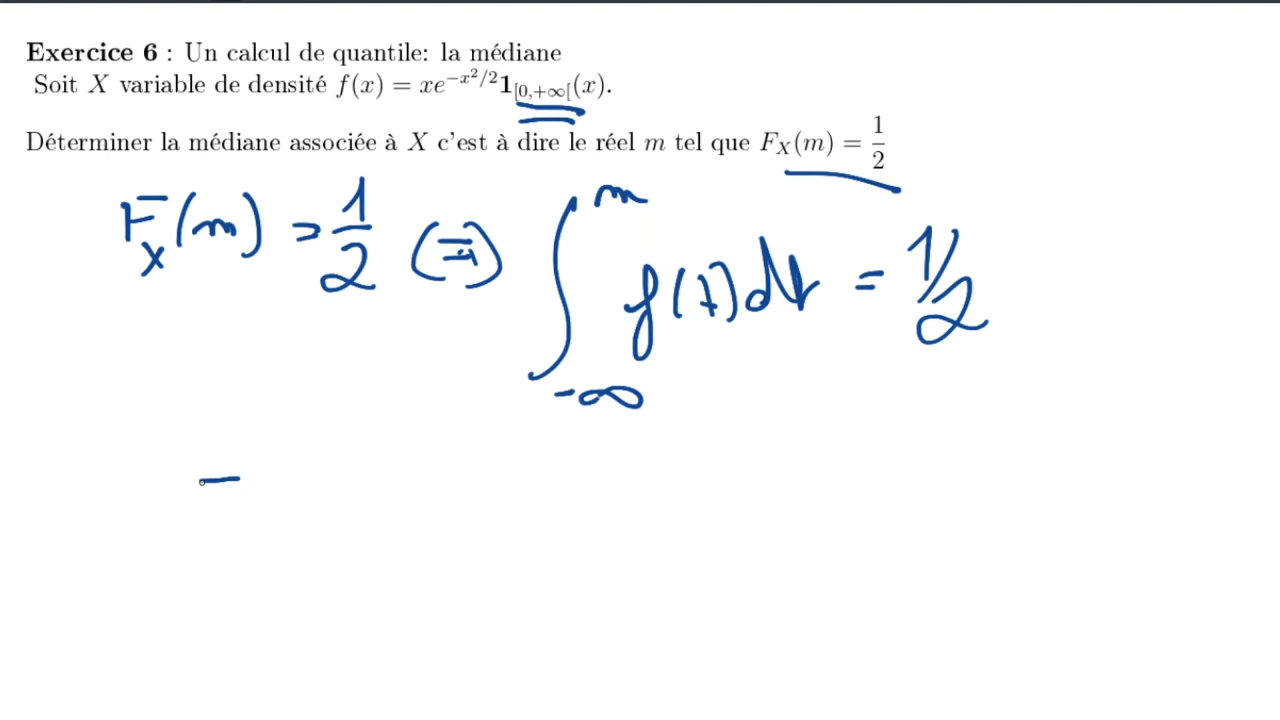 Exercice 6 : Un calcul de quantile: la médiane
Soit X variable de densité f(x) = xe^{-x^2/2}1_{[0,+∞[}(x).
Déterminer la médiane associée à X c'est à dire le réel m tel que F_X(m) = 1/2
F_X(m) = 1/2 (=) ∫_{-∞}^{m} f(t)dt = 1/2